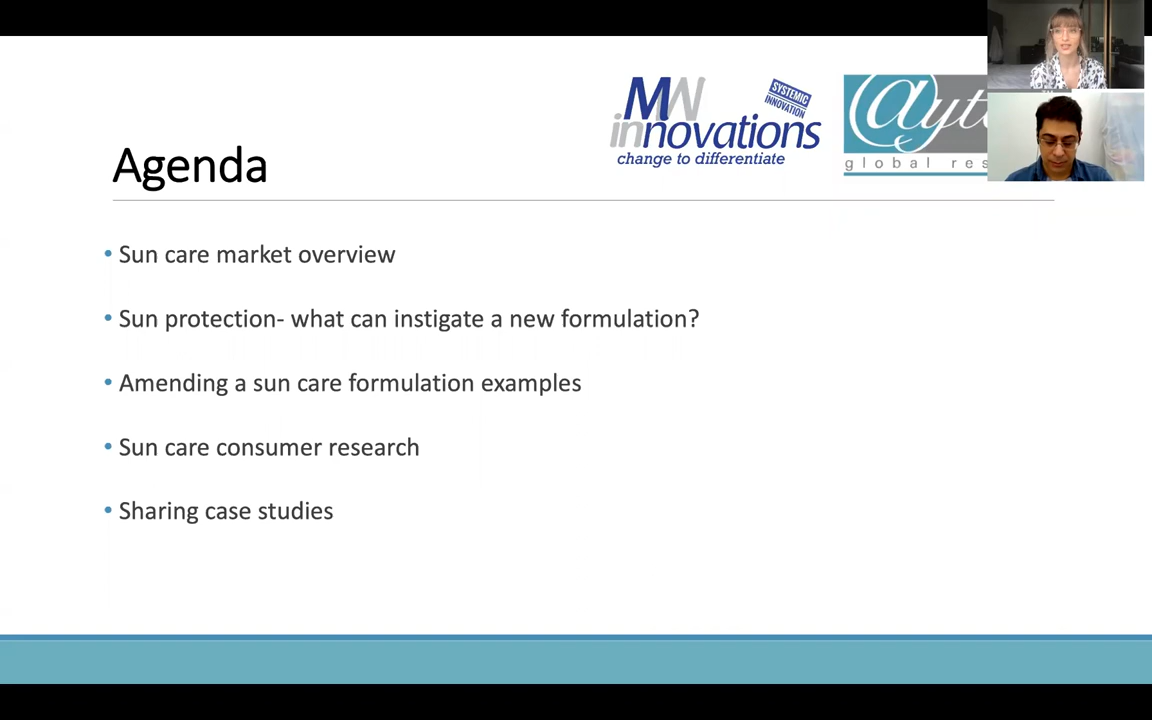 MW
innovations
change to differentiate
SYSTEMIC
INNOVATION
global
Agenda
• Sun care market overview
• Sun protection- what can instigate a new formulation?
• Amending a sun care formulation examples
• Sun care consumer research
• Sharing case studies